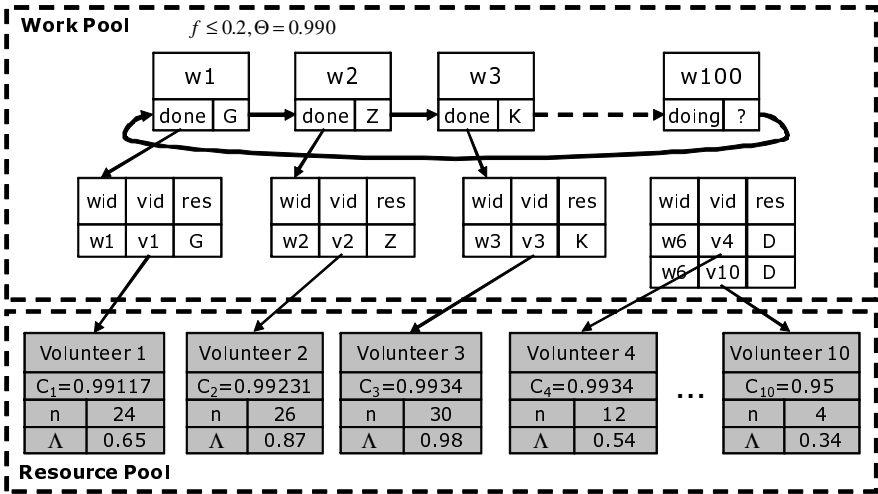 Work Pool f ≤ 0.2, Θ = 0.990
w1 w2 w3 w100
done G done Z done K doing ?
wid vid res wid vid res wid vid res wid vid res
w1 v1 G w2 v2 Z w3 v3 K w6 v4 D
w6 v10 D
Volunteer 1 Volunteer 2 Volunteer 3 Volunteer 4 Volunteer 10
C₁=0.99117 C₂=0.99231 C₃=0.9934 C₄=0.9934 ... C₁₀=0.95
n 24 n 26 n 30 n 12 n 4
Λ 0.65 Λ 0.87 Λ 0.98 Λ 0.54 Λ 0.34
Resource Pool